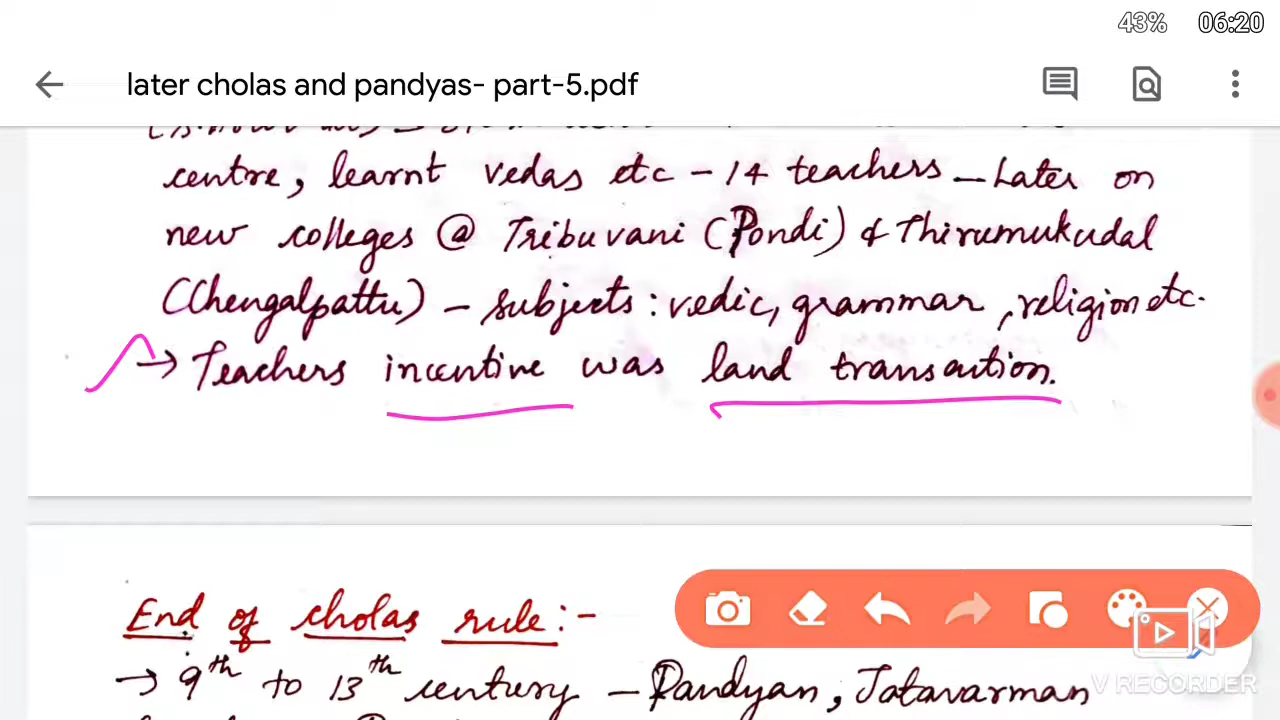 43% 06:20
later cholas and pandyas- part-5.pdf
centre, learnt vedas etc - 14 teachers - Later on
new colleges @ Tribuvani (Pondi) & Thirumukudal
(Chengalpattu) - subjects: vedic, grammar, religion etc.
→ Teachers incentive was land transaction.
End of cholas rule:-
→ 9th to 13th century - Pandyan, Jatavarman
V RECORDER